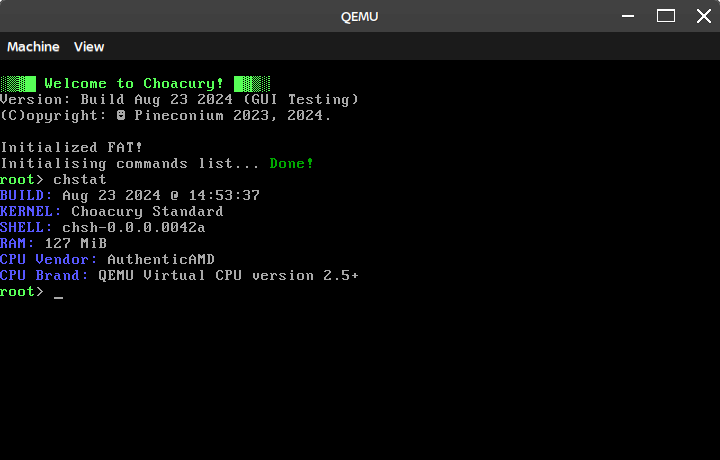 QEMU
Machine View
░▒▓█ Welcome to Choacury! █▓▒░
Version: Build Aug 23 2024 (GUI Testing)
(C)opyright: Pineconium 2023, 2024.
Initialized FAT!
Initialising commands list... Done!
root> chstat
BUILD: Aug 23 2024 @ 14:53:37
KERNEL: Choacury Standard
SHELL: chsh-0.0.0.0042a
RAM: 127 MiB
CPU Vendor: AuthenticAMD
CPU Brand: QEMU Virtual CPU version 2.5+
root> _